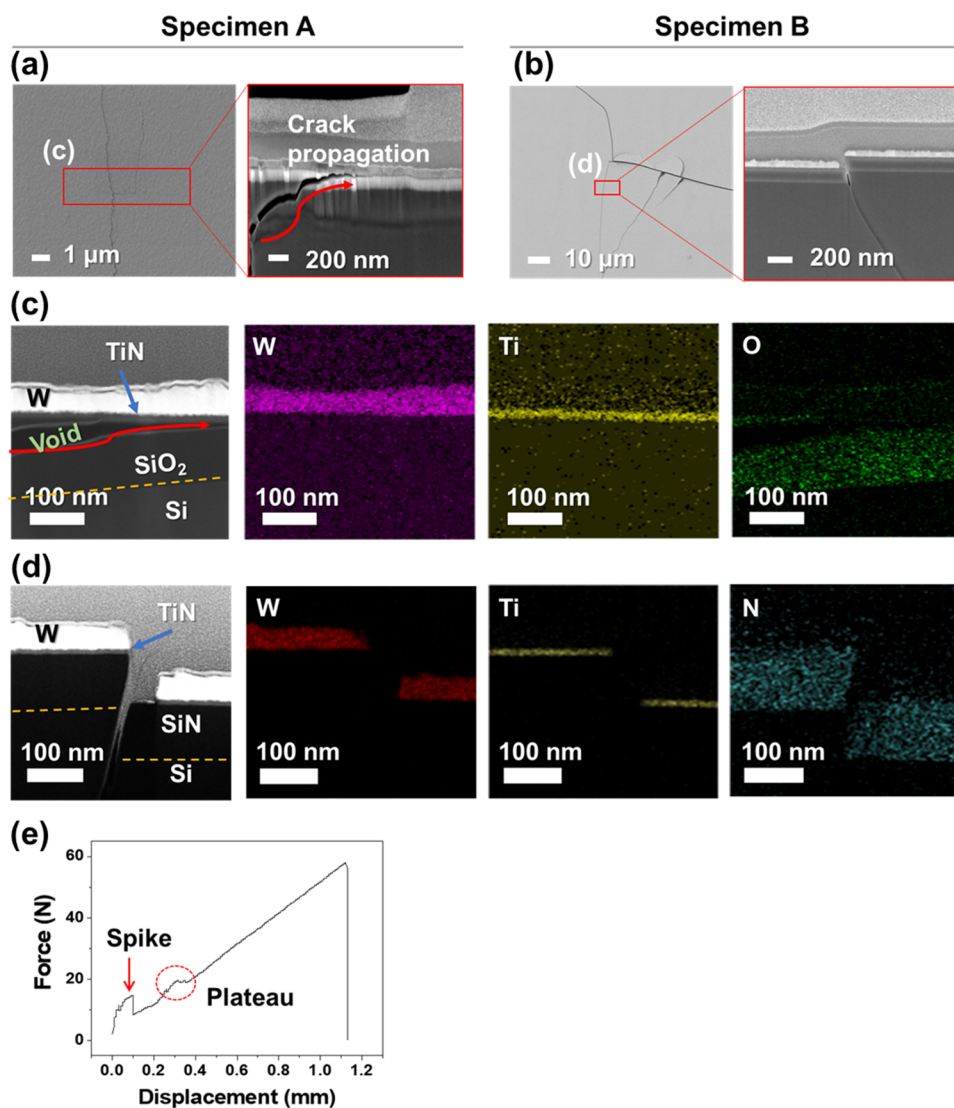 Specimen A
Specimen B
(a)
(b)
(c)
Crack
propagation
1 μm
200 nm
(d)
10 μm
200 nm
(c)
TiN
W
Void
SiO2
Si
100 nm
W
100 nm
Ti
100 nm
O
100 nm
(d)
TiN
W
SiN
Si
100 nm
W
100 nm
Ti
100 nm
N
100 nm
(e)
Force (N)
60
40
20
0
Spike
Plateau
0.0 0.2 0.4 0.6 0.8 1.0 1.2
Displacement (mm)